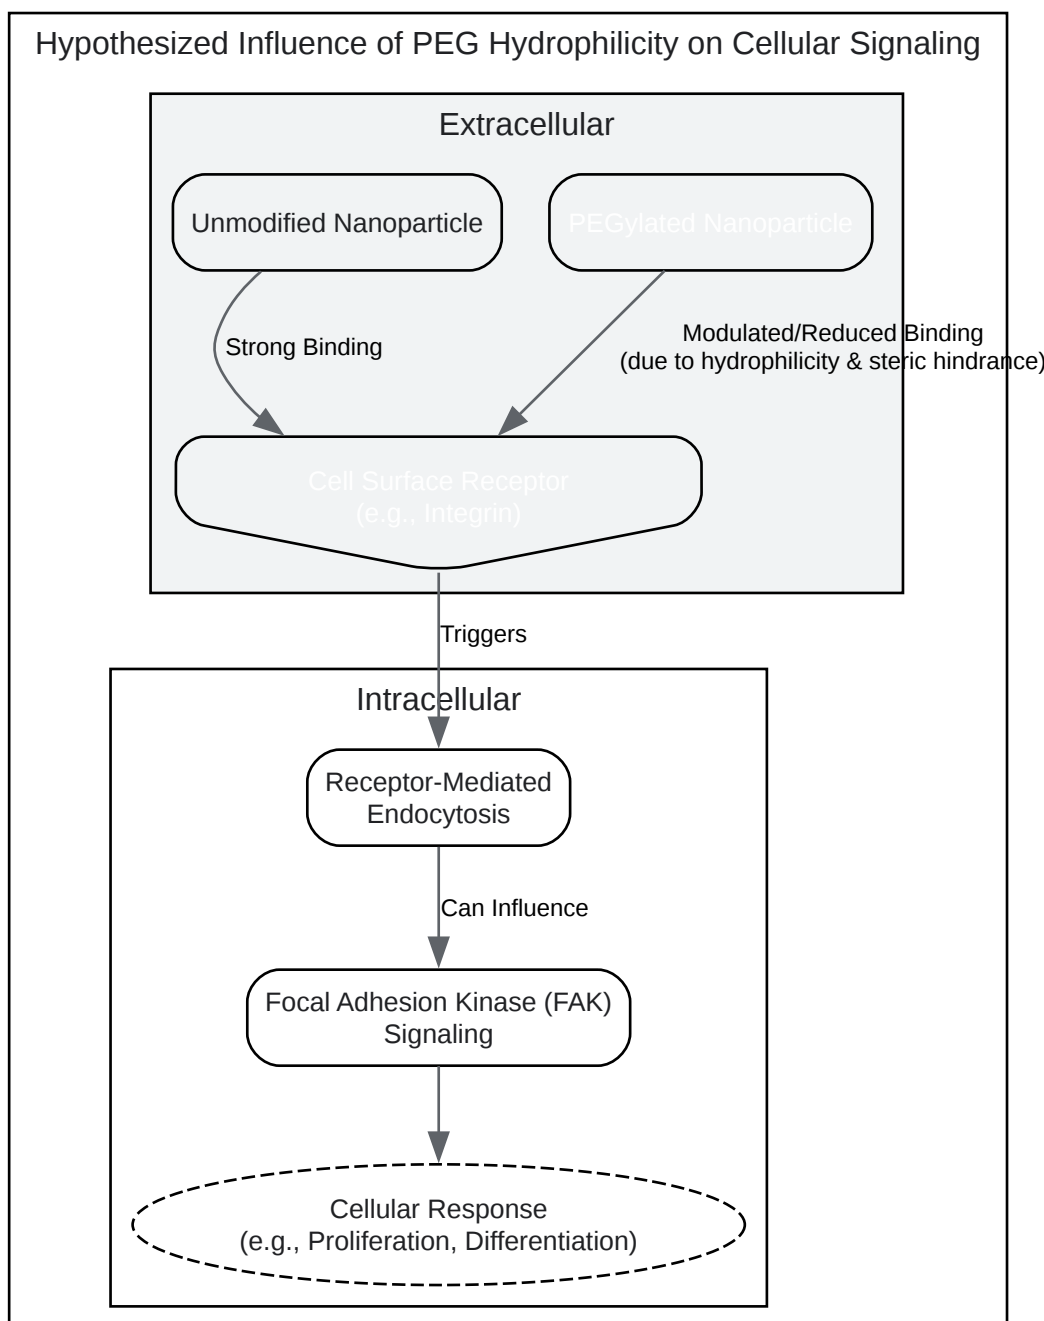 Hypothesized Influence of PEG Hydrophilicity on Cellular Signaling
Extracellular
Unmodified Nanoparticle
PEGylated Nanoparticle
Strong Binding
Modulated/Reduced Binding
(due to hydrophilicity & steric hindrance)
Cell Surface Receptor
(e.g., Integrin)
Triggers
Intracellular
Receptor-Mediated
Endocytosis
Can Influence
Focal Adhesion Kinase (FAK)
Signaling
Cellular Response
(e.g., Proliferation, Differentiation)